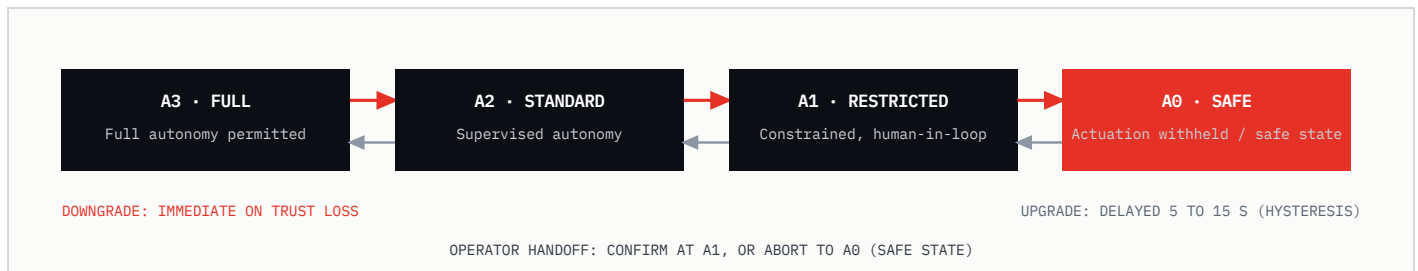 A3 · FULL
Full autonomy permitted
A2 · STANDARD
Supervised autonomy
A1 · RESTRICTED
Constrained, human-in-loop
A0 · SAFE
Actuation withheld / safe state
DOWNGRADE: IMMEDIATE ON TRUST LOSS
UPGRADE: DELAYED 5 TO 15 S (HYSTERESIS)
OPERATOR HANDOFF: CONFIRM AT A1, OR ABORT TO A0 (SAFE STATE)